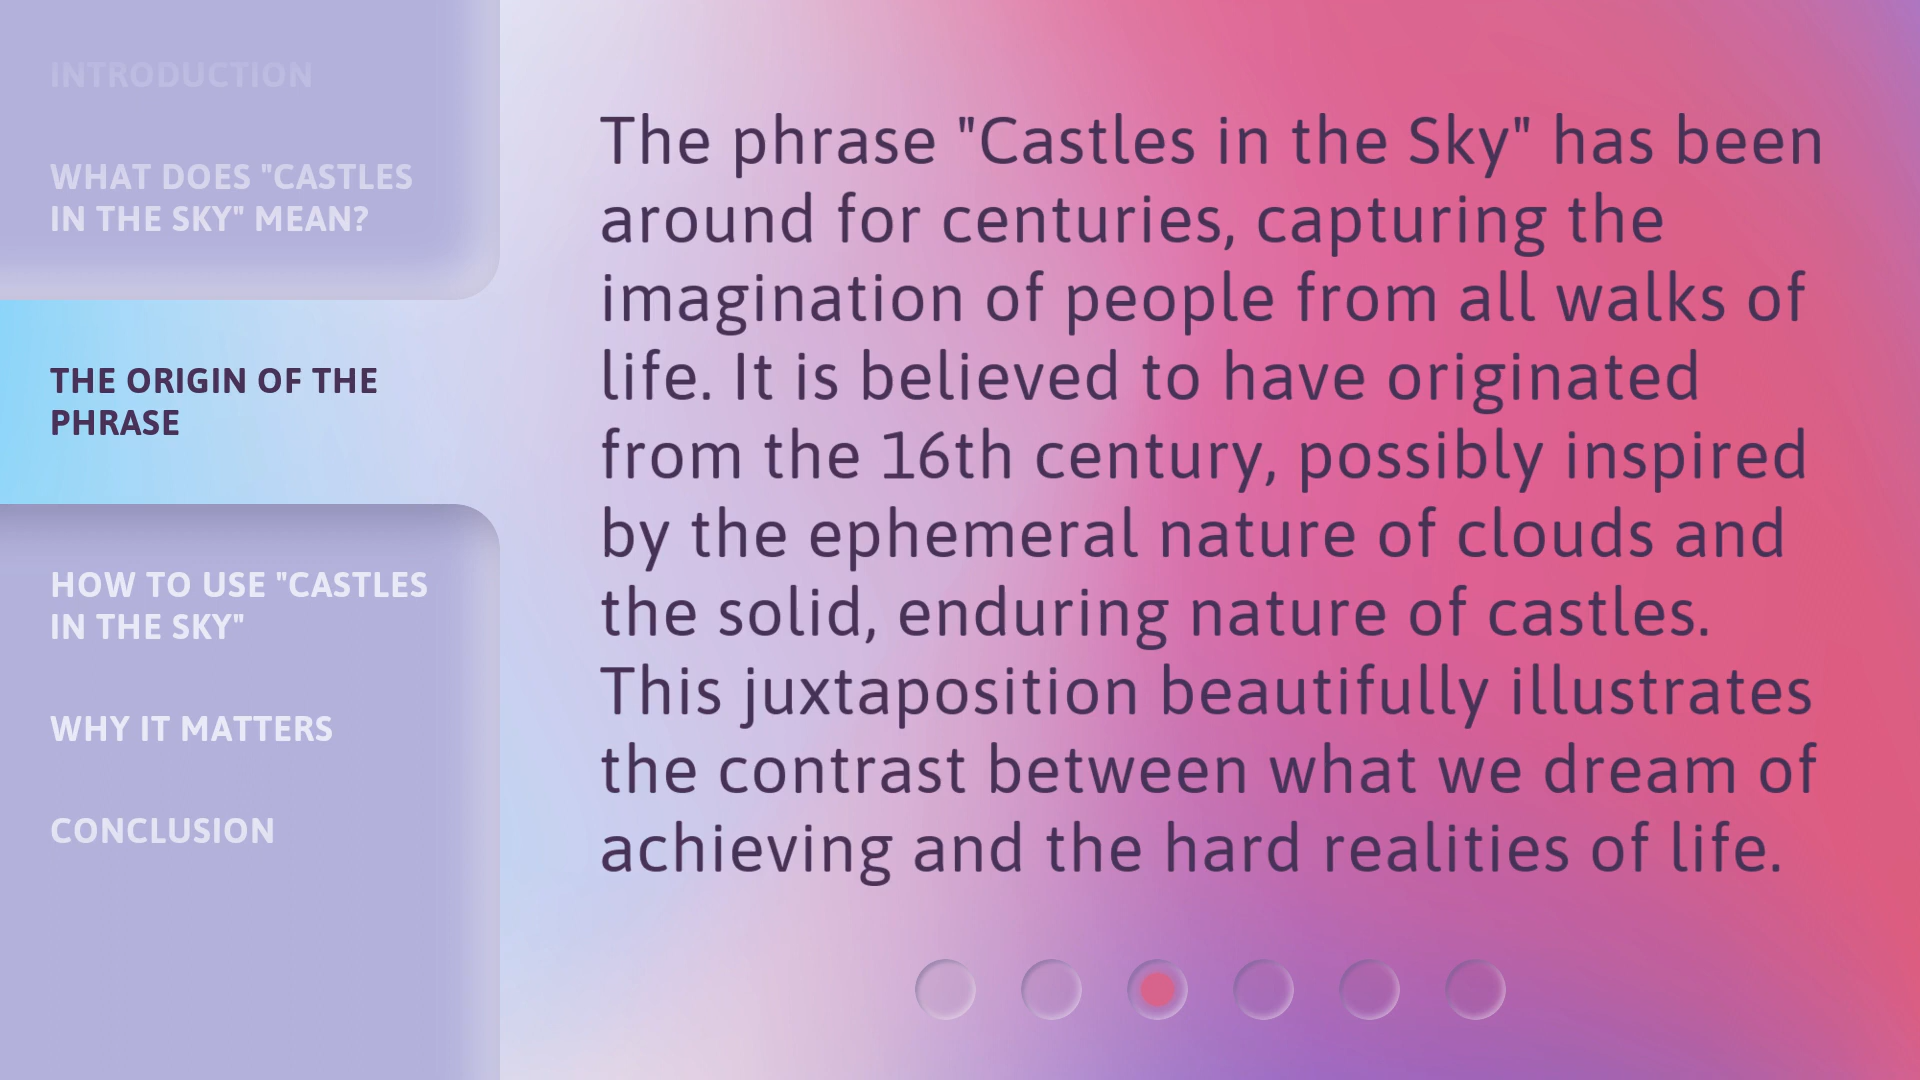 INTRODUCTION
WHAT DOES "CASTLES
IN THE SKY" MEAN?
THE ORIGIN OF THE
PHRASE
HOW TO USE "CASTLES
IN THE SKY"
WHY IT MATTERS
CONCLUSION
The phrase "Castles in the Sky" has been
around for centuries, capturing the
imagination of people from all walks of
life. It is believed to have originated
from the 16th century, possibly inspired
by the ephemeral nature of clouds and
the solid, enduring nature of castles.
This juxtaposition beautifully illustrates
the contrast between what we dream of
achieving and the hard realities of life.